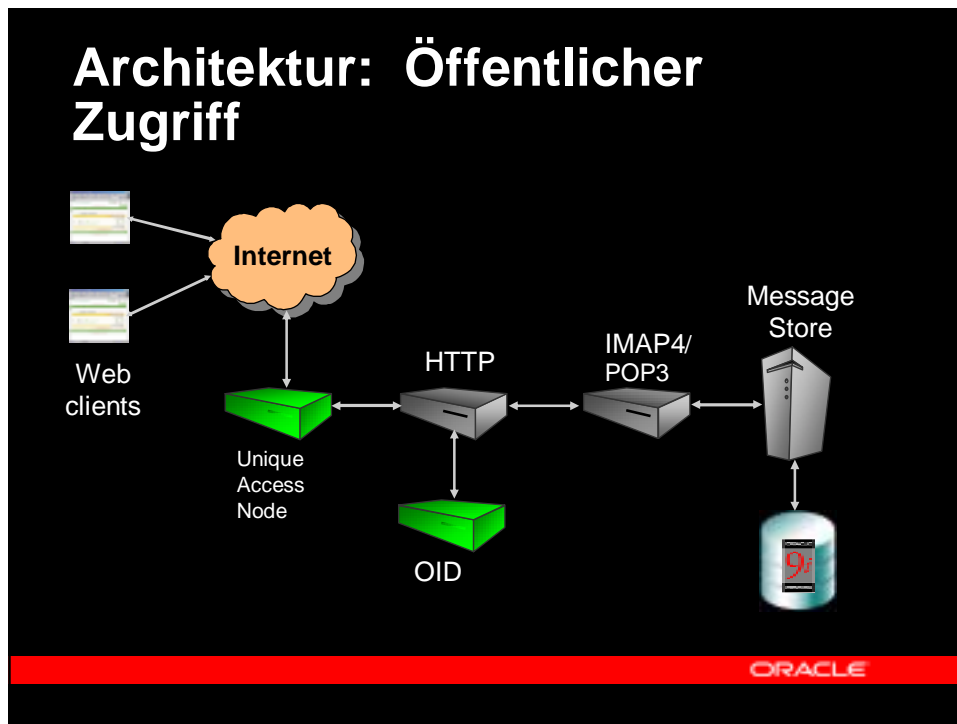 Architektur: Öffentlicher
Zugriff
Internet
Web
clients
Unique
Access
Node
HTTP
OID
IMAP4/
POP3
Message
Store
9i
ORACLE